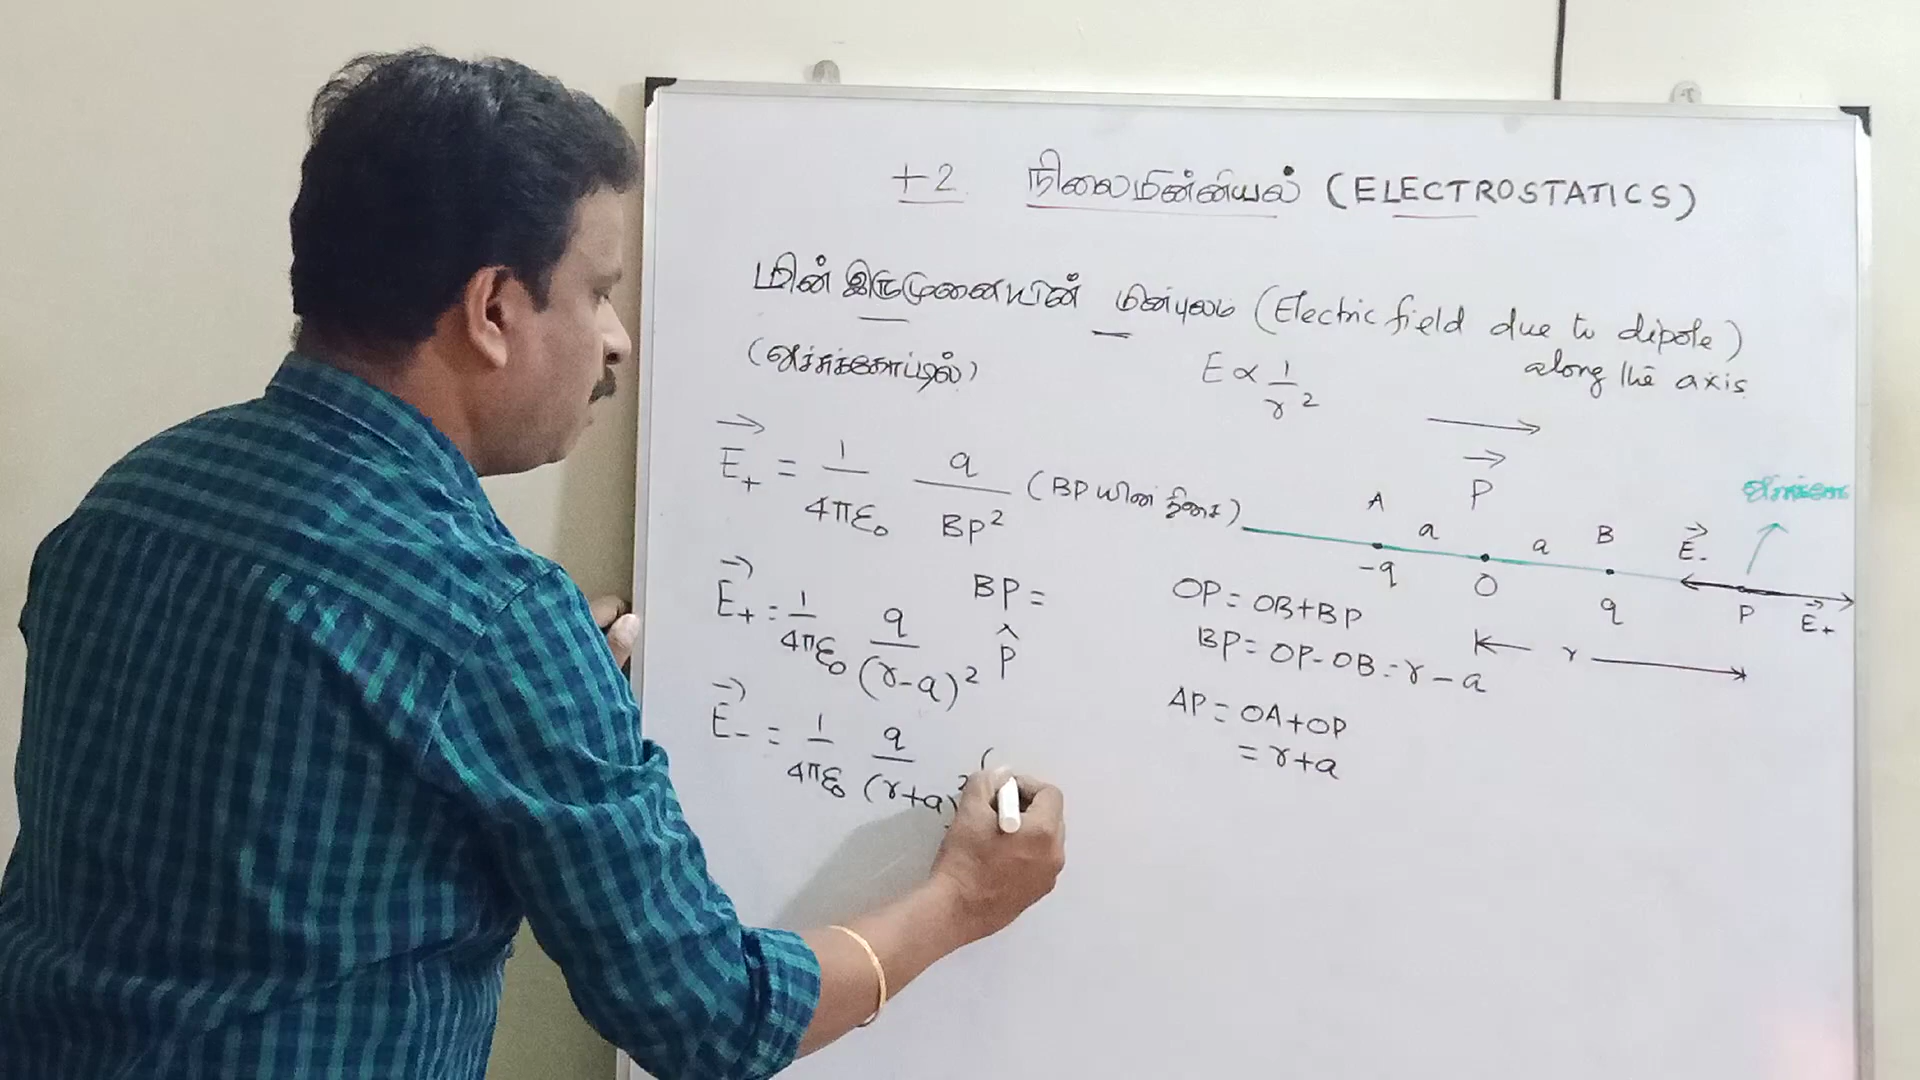 +2 நிலைமின்னியல் (ELECTROSTATICS)
மின் இருமுனையின் மின்புலம் (Electric field due to dipole)
(அச்சுக்கோட்டில்) along the axis
E ∝ 1/r²
E⃗₊ = 1/4πε₀ q/BP² (BP யின் திசை)
E⃗₊ = 1/4πε₀ q/(r-a)² p̂
BP =
E⃗₋ = 1/4πε₀ q/(r+a)² (
p⃗
A a a B E⃗₋
-q O q P E⃗₊
r
OP = OB+BP
BP = OP-OB = r-a
AP = OA+OP
= r+a